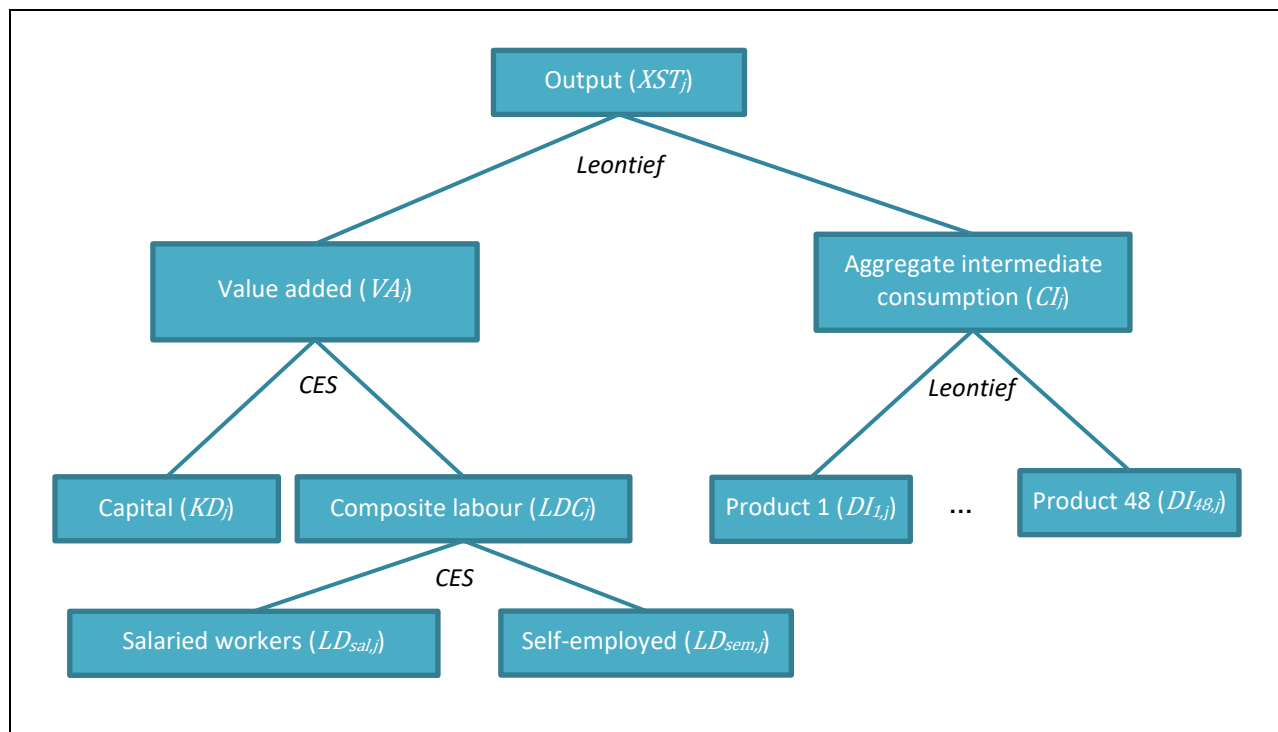 Output (XSTj)
Leontief
Value added (VAj)
Aggregate intermediate
consumption (CIj)
CES
Leontief
Capital (KDj)
Composite labour (LDCj)
Product 1 (DI1,j)
...
Product 48 (DI48,j)
CES
Salaried workers (LDsal,j)
Self-employed (LDsem,j)